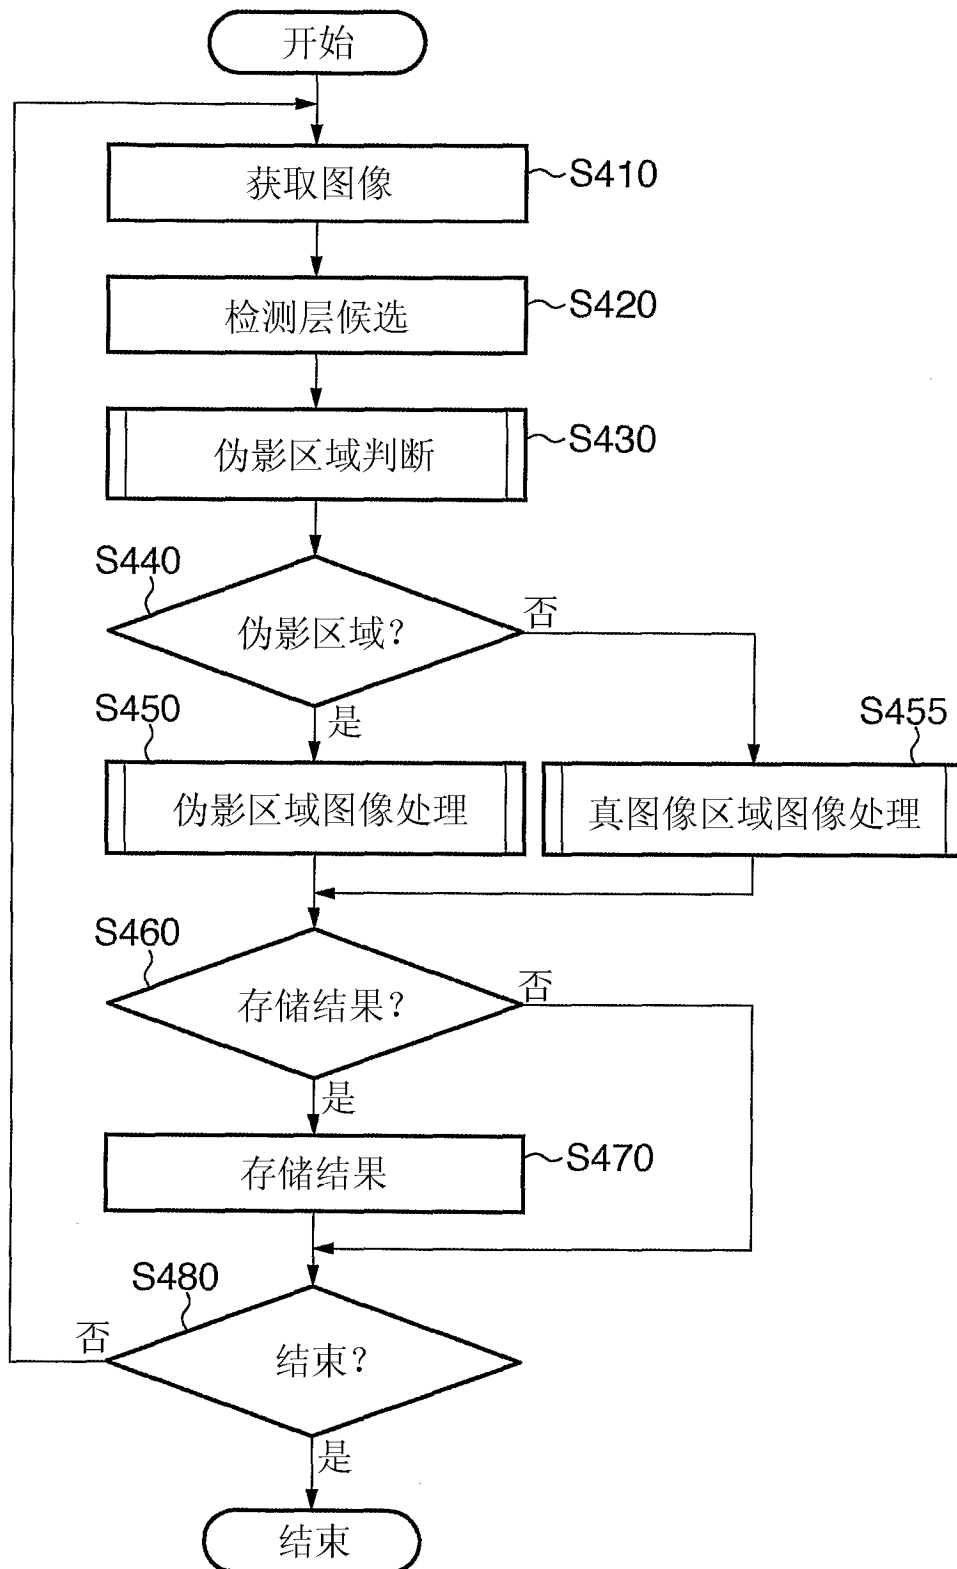 开始
获取图像
S410
检测层候选
S420
伪影区域判断
S430
S440
伪影区域?
否
是
S450
伪影区域图像处理
S455
真图像区域图像处理
S460
存储结果?
否
是
存储结果
S470
S480
否
结束?
是
结束